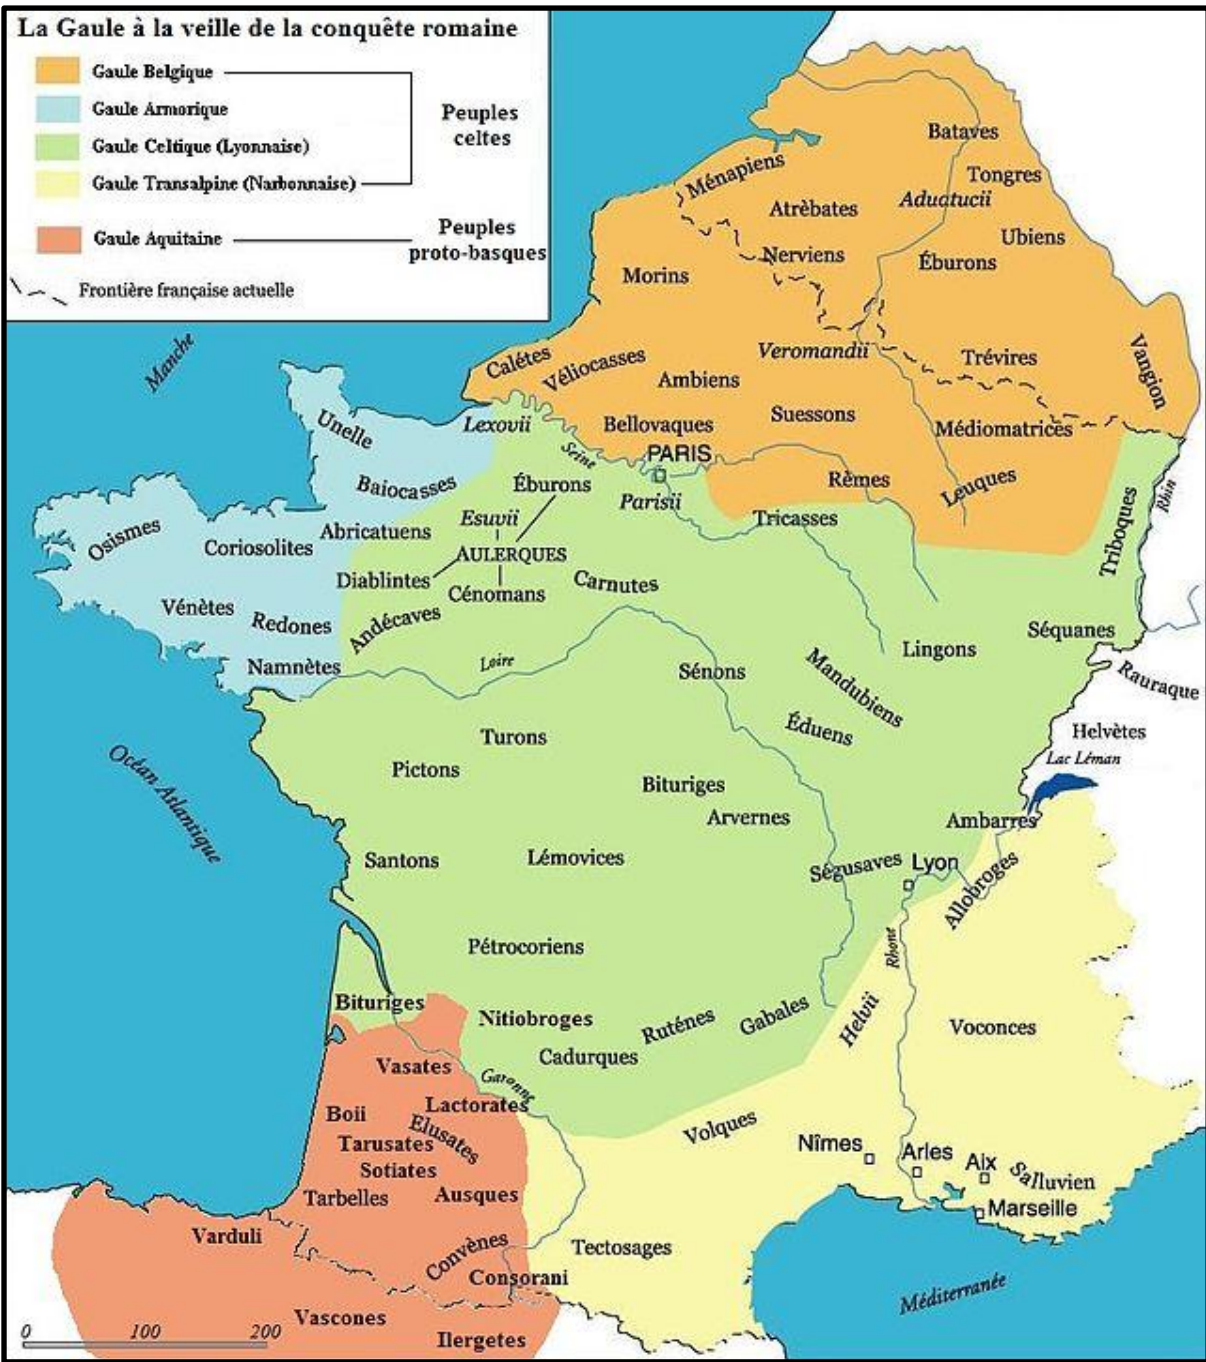 La Gaule à la veille de la conquête romaine
Gaule Belgique
Gaule Armorique
Gaule Celtique (Lyonnaise)
Gaule Transalpine (Narbonnaise)
Peuples
celtes
Gaule Aquitaine
Peuples
proto-basques
Frontière française actuelle
Manche
Bataves
Ménapiens
Tongres
Aduatucii
Atrèbates
Ubiens
Nerviens
Éburons
Morins
Calétes
Véliocasses
Veromandii
Trévires
Vangion
Ambiens
Suessons
Bellovaques
Médiomatrices
Unelle
Lexovii
Seine
PARIS
Rèmes
Leuques
Rhin
Baiocasses
Éburons
Parisii
Tricasses
Triboques
Osismes
Coriosolites
Abricatuens
Esuvii
AULERQUES
Diablintes
Cénomans
Carnutes
Vénètes
Redones
Andécaves
Séquanes
Lingons
Namnètes
Loire
Sénons
Mandubiens
Rauraque
Éduens
Helvètes
Lac Léman
Turons
Pictons
Océan Atlantique
Bituriges
Arvernes
Ambarres
Santons
Lémovices
Ségusaves
Lyon
Allobroges
Pétrocoriens
Rhone
Bituriges
Nitiobroges
Ruténes
Gabales
Helvii
Voconces
Cadurques
Vasates
Garonne
Lactorates
Boii
Elusates
Volques
Tarusates
Sotiates
Nîmes
Arles
Aix
Salluvien
Tarbelles
Ausques
Marseille
Varduli
Convènes
Tectosages
Consorani
Méditerranée
Vascones
Ilergetes
0 100 200